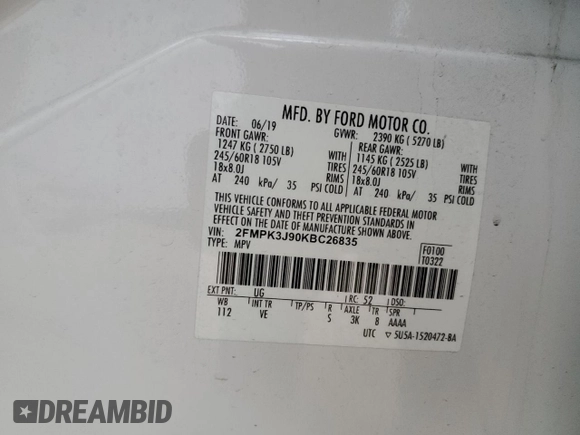 MFD. BY FORD MOTOR CO.
DATE: 06/19 GVWR: 2390 KG ( 5270 LB)
FRONT GAWR: REAR GAWR:
1247 KG ( 2750 LB) 1145 KG ( 2525 LB)
245/60R18 105V WITH TIRES 245/60R18 105V WITH TIRES
18x8.0J RIMS 18x8.0J RIMS
AT 240 kPa/ 35 PSI COLD AT 240 kPa/ 35 PSI COLD
THIS VEHICLE CONFORMS TO ALL APPLICABLE FEDERAL MOTOR
VEHICLE SAFETY AND THEFT PREVENTION STANDARDS IN
EFFECT ON THE DATE OF MANUFACTURE SHOWN ABOVE.
VIN: 2FMPK3J90KBC26835
TYPE: MPV
F0100
T0322
EXT PNT: UG RC: 52 DSO:
WB INT TR TP/PS R AXLE TR SPR
112 VE 5 3K 8 AAAA
UTC ▽ 5U5A-1520472-BA
DREAMBID